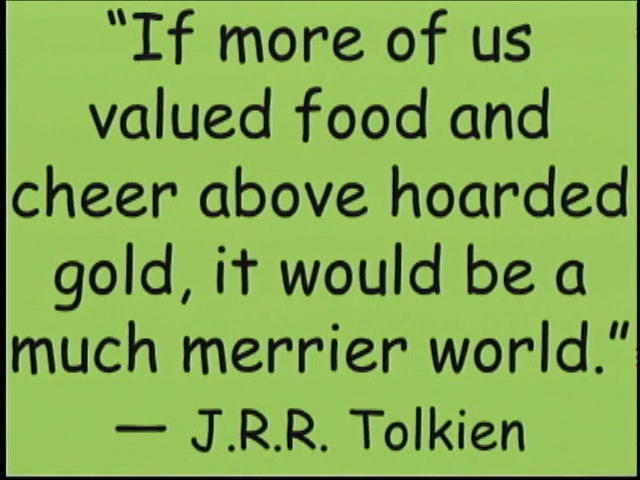 “If more of us
valued food and
cheer above hoarded
gold, it would be a
much merrier world.”
— J.R.R. Tolkien